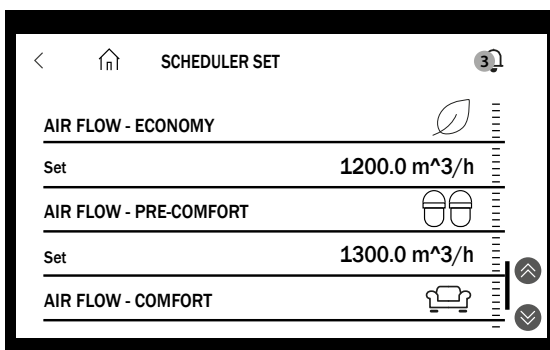 SCHEDULER SET 3
AIR FLOW - ECONOMY
Set 1200.0 m^3/h
AIR FLOW - PRE-COMFORT
Set 1300.0 m^3/h
AIR FLOW - COMFORT